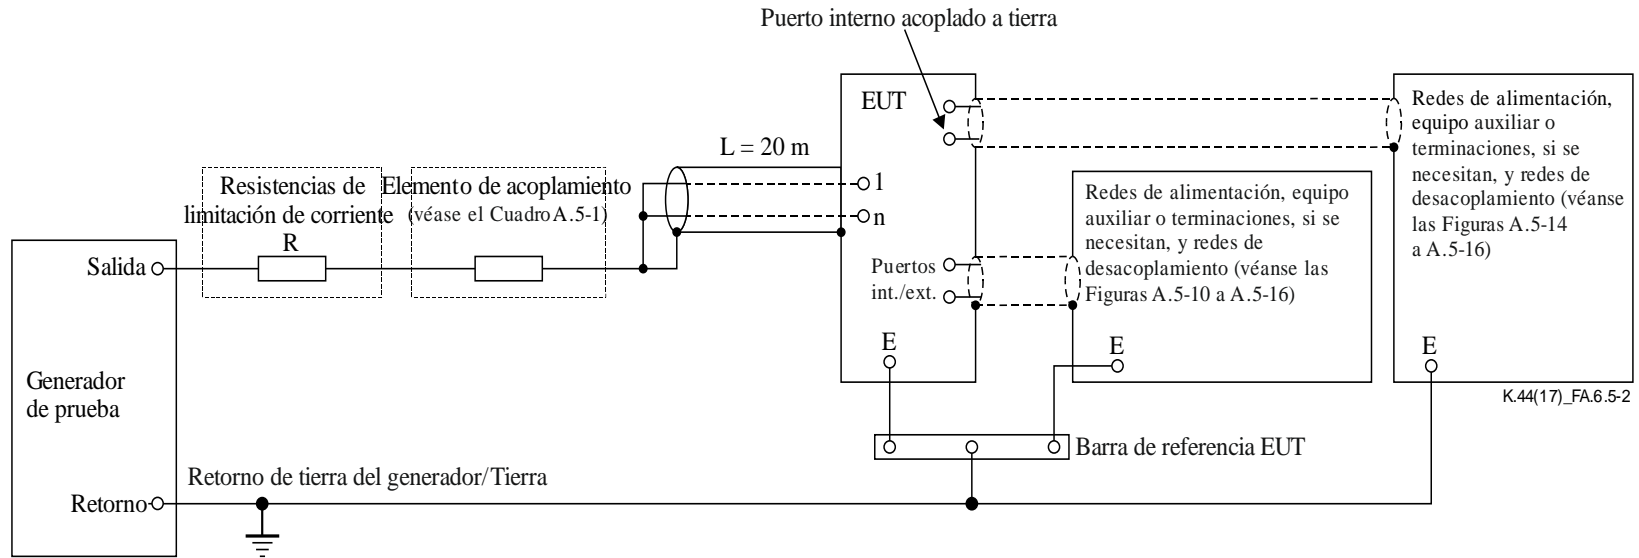 Puerto interno acoplado a tierra
EUT
L = 20 m
Resistencias de
limitación de corriente
R
Elemento de acoplamiento
(véase el Cuadro A.5-1)
1
n
Salida
Puertos
int./ext.
E
Redes de alimentación, equipo
auxiliar o terminaciones, si se
necesitan, y redes de
desacoplamiento (véanse las
Figuras A.5-10 a A.5-16)
E
Redes de alimentación,
equipo auxiliar o
terminaciones, si se
necesitan, y redes de
desacoplamiento (véanse
las Figuras A.5-14
a A.5-16)
E
K.44(17)_FA.6.5-2
Generador
de prueba
Barra de referencia EUT
Retorno de tierra del generador/Tierra
Retorno